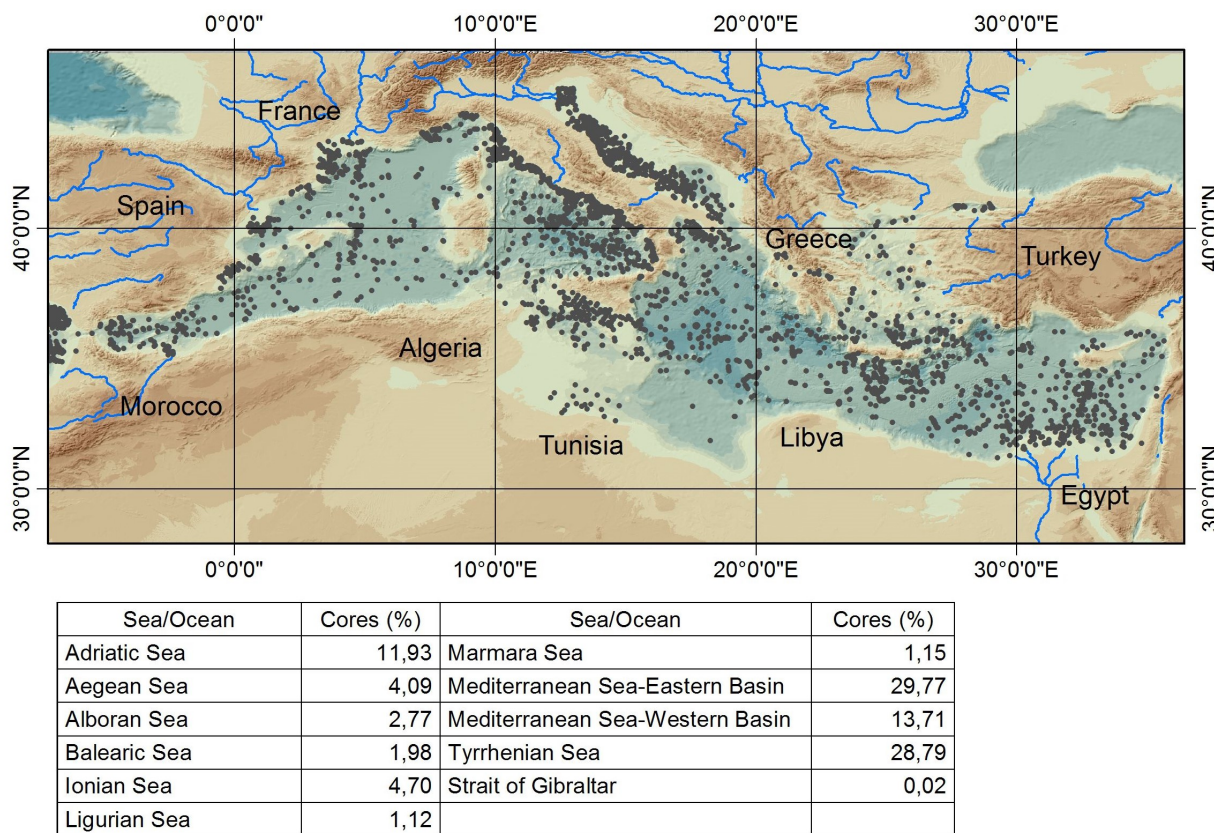 0°0'0" 10°0'0"E 20°0'0"E 30°0'0"E
40°0'0"N 40°0'0"N
30°0'0"N 30°0'0"N
France
Spain
Greece
Turkey
Algeria
Morocco
Tunisia
Libya
Egypt
0°0'0" 10°0'0"E 20°0'0"E 30°0'0"E
Sea/Ocean Cores (%) Sea/Ocean Cores (%)
Adriatic Sea 11,93 Marmara Sea 1,15
Aegean Sea 4,09 Mediterranean Sea-Eastern Basin 29,77
Alboran Sea 2,77 Mediterranean Sea-Western Basin 13,71
Balearic Sea 1,98 Tyrrhenian Sea 28,79
Ionian Sea 4,70 Strait of Gibraltar 0,02
Ligurian Sea 1,12